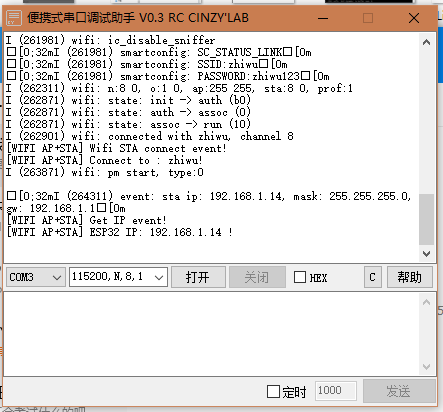 便携式串口调试助手 V0.3 RC CINZY'LAB
I (261981) wifi: ic_disable_sniffer
□[0;32mI (261981) smartconfig: SC_STATUS_LINK□[0m
□[0;32mI (261981) smartconfig: SSID:zhiwu□[0m
□[0;32mI (261981) smartconfig: PASSWORD:zhiwu123□[0m
I (262311) wifi: n:8 0, o:1 0, ap:255 255, sta:8 0, prof:1
I (262871) wifi: state: init -> auth (b0)
I (262871) wifi: state: auth -> assoc (0)
I (262871) wifi: state: assoc -> run (10)
I (262901) wifi: connected with zhiwu, channel 8
[WIFI AP+STA] Wifi STA connect event!
[WIFI AP+STA] Connect to : zhiwu!
I (263871) wifi: pm start, type:0
□[0;32mI (264311) event: sta ip: 192.168.1.14, mask: 255.255.255.0,
gw: 192.168.1.1□[0m
[WIFI AP+STA] Get IP event!
[WIFI AP+STA] ESP32 IP: 192.168.1.14 !
COM3 115200,N,8,1 打开 关闭 HEX C 帮助
定时 1000 发送